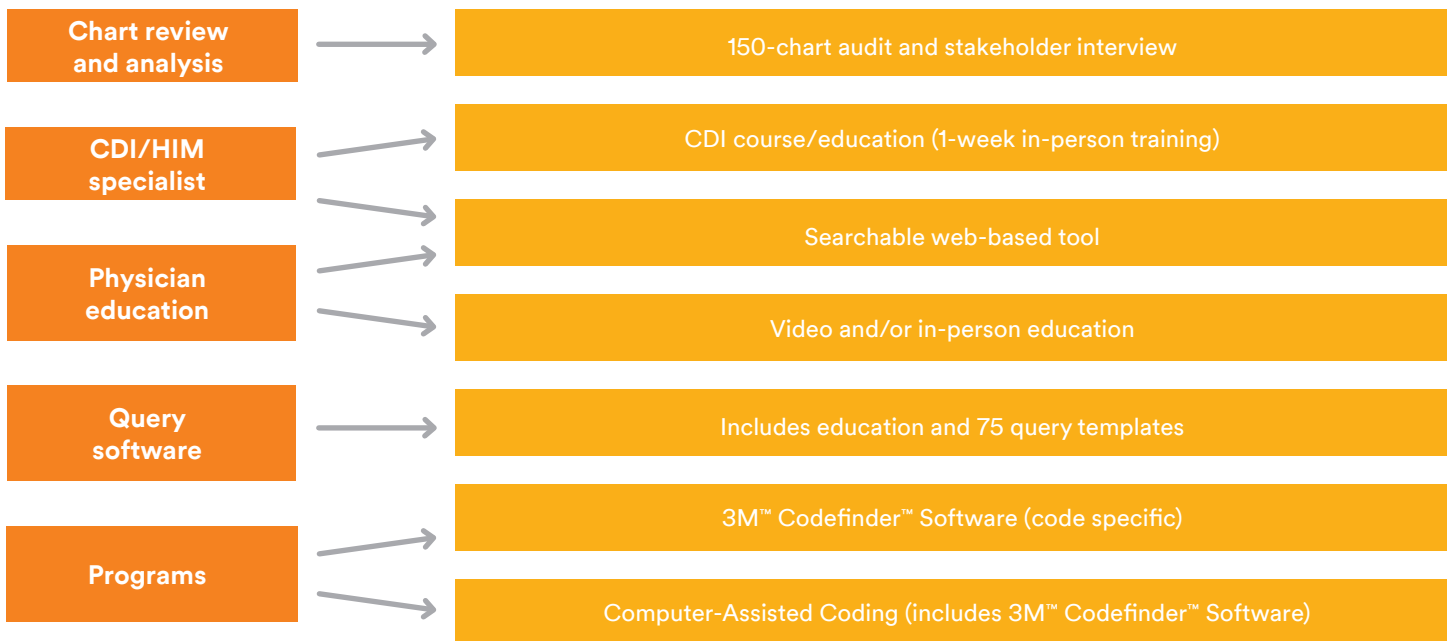 Chart review
and analysis
150-chart audit and stakeholder interview
CDI/HIM
specialist
CDI course/education (1-week in-person training)
Searchable web-based tool
Physician
education
Video and/or in-person education
Query
software
Includes education and 75 query templates
Programs
3M™ Codefinder™ Software (code specific)
Computer-Assisted Coding (includes 3M™ Codefinder™ Software)